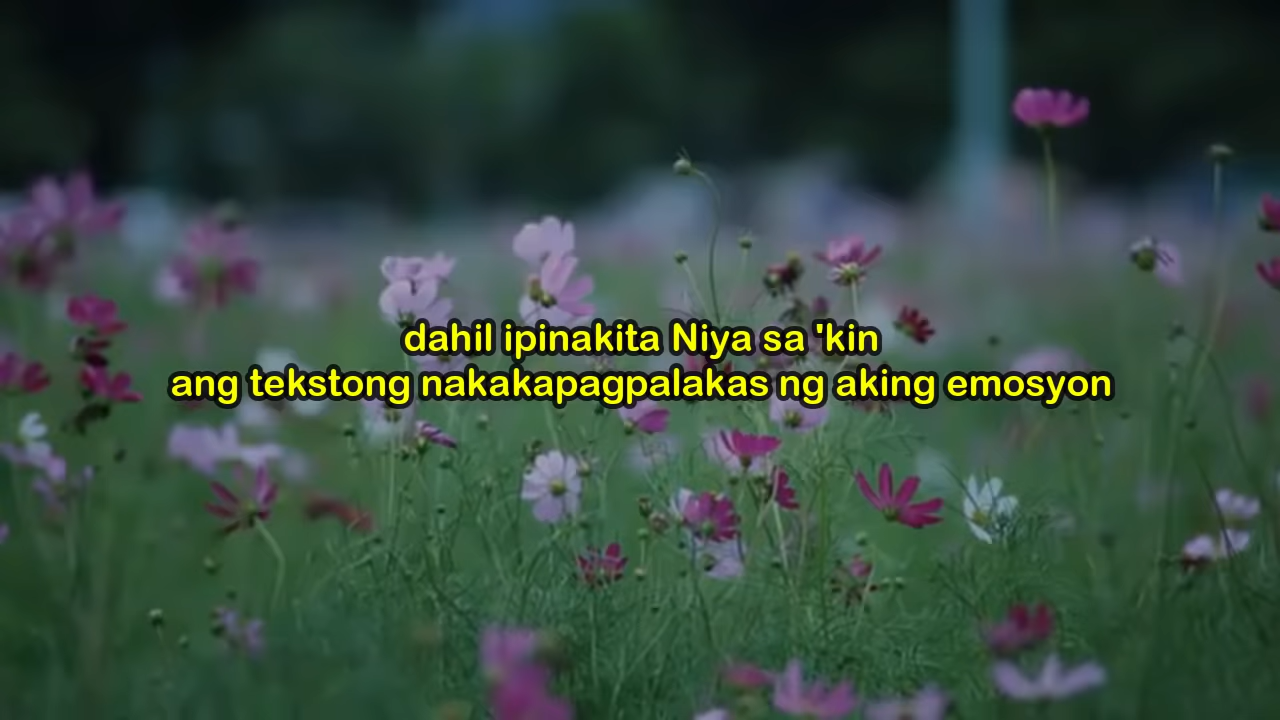 dahil ipinakita Niya sa 'kin
ang tekstong nakakapagpalakas ng aking emosyon